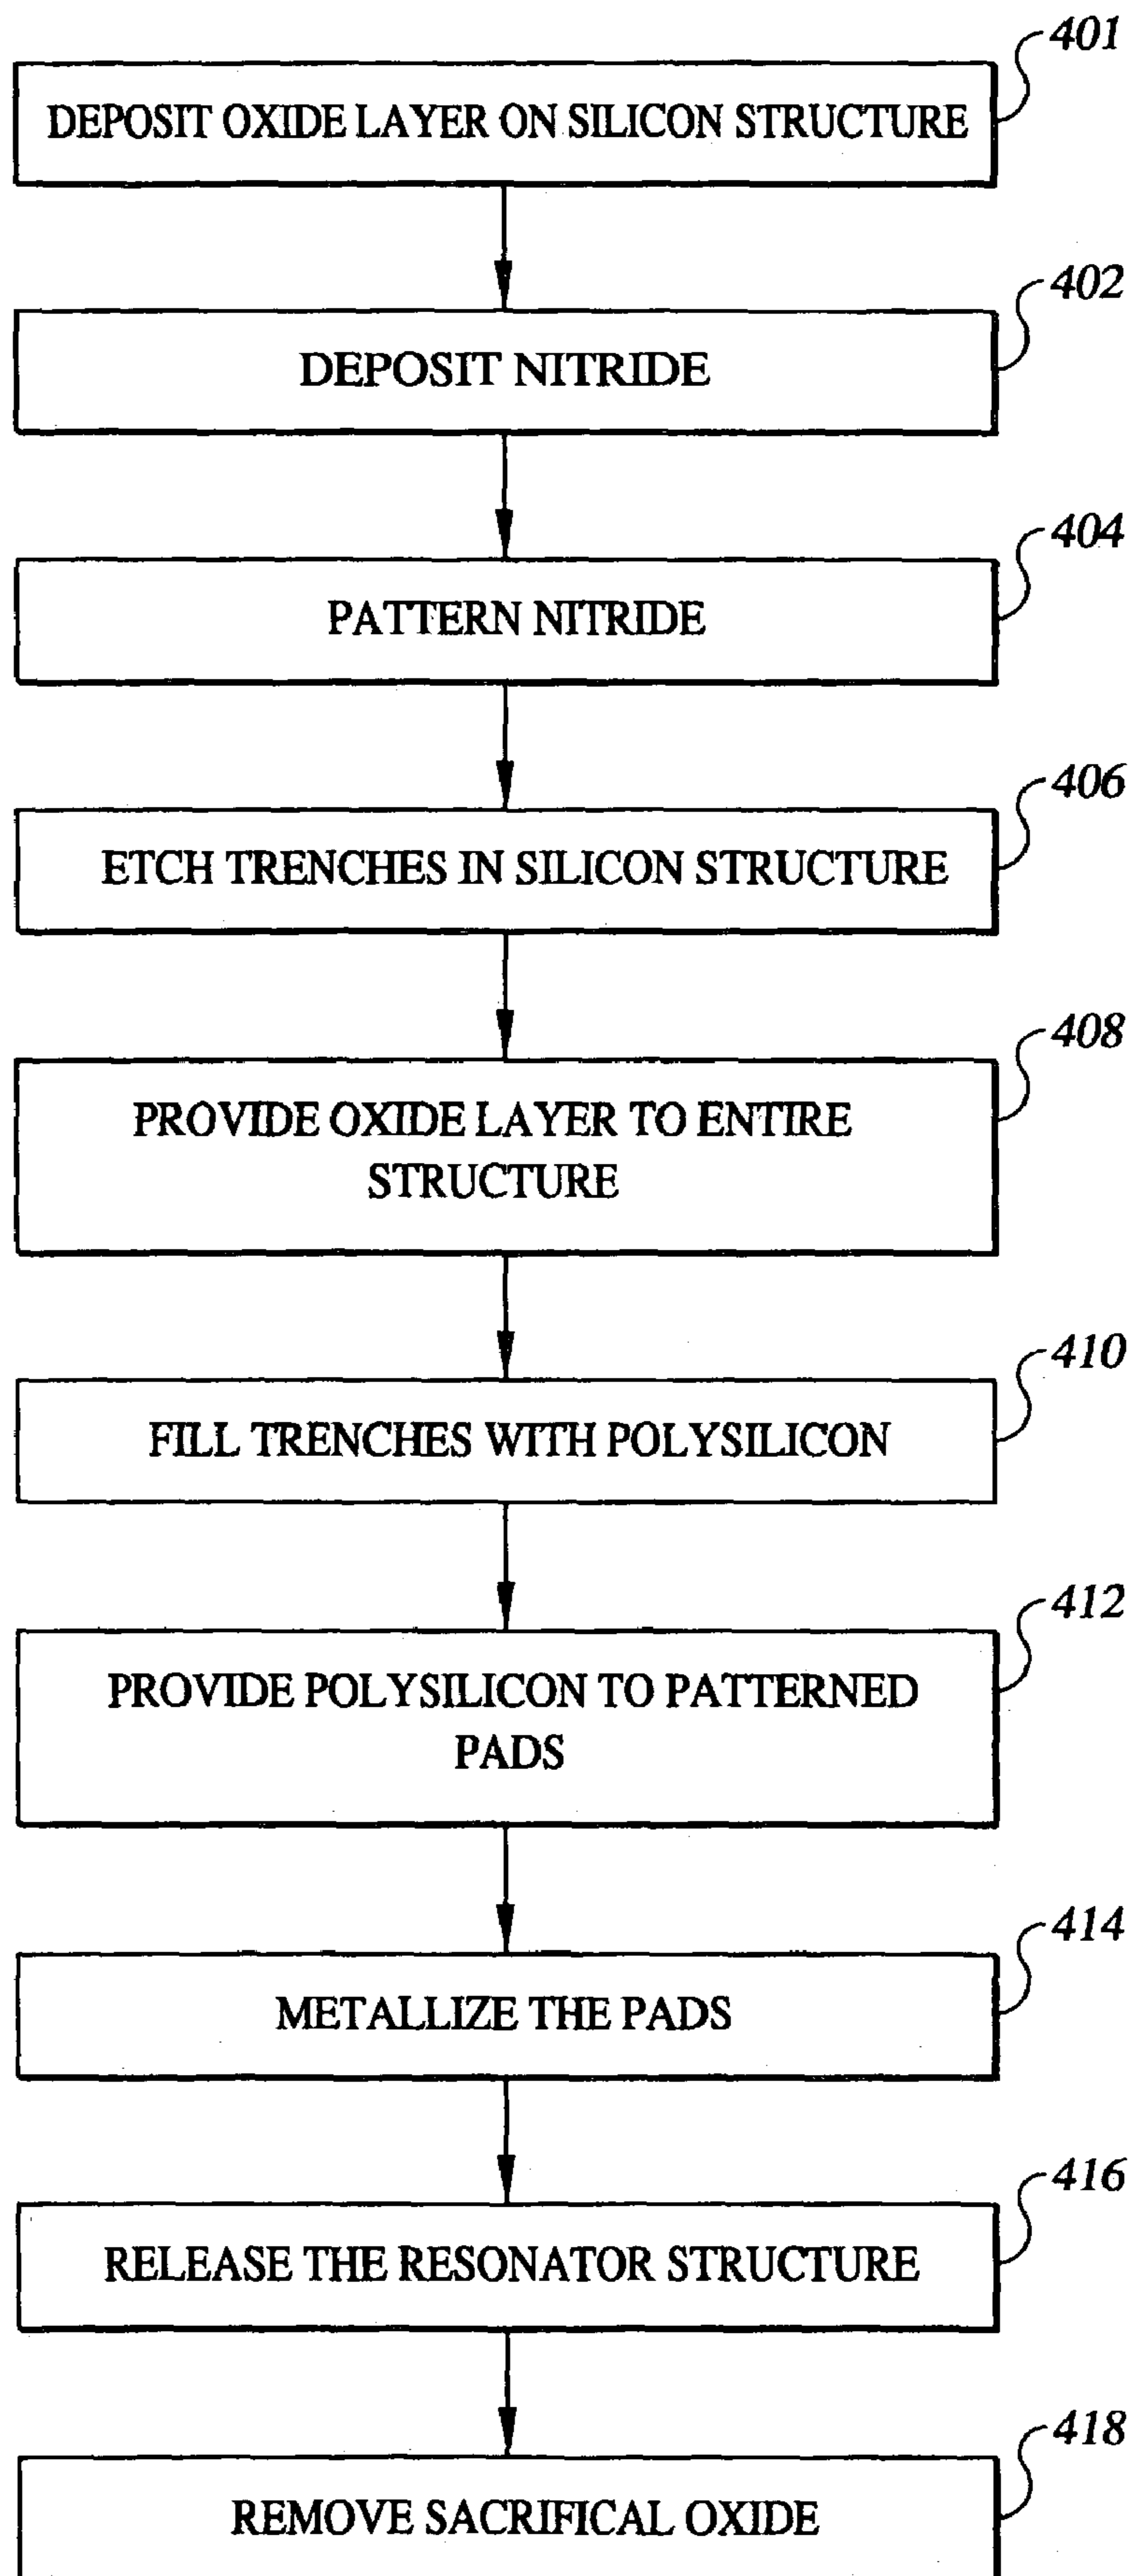 401
DEPOSIT OXIDE LAYER ON SILICON STRUCTURE
402
DEPOSIT NITRIDE
404
PATTERN NITRIDE
406
ETCH TRENCHES IN SILICON STRUCTURE
408
PROVIDE OXIDE LAYER TO ENTIRE
STRUCTURE
410
FILL TRENCHES WITH POLYSILICON
412
PROVIDE POLYSILICON TO PATTERNED
PADS
414
METALLIZE THE PADS
416
RELEASE THE RESONATOR STRUCTURE
418
REMOVE SACRIFICAL OXIDE